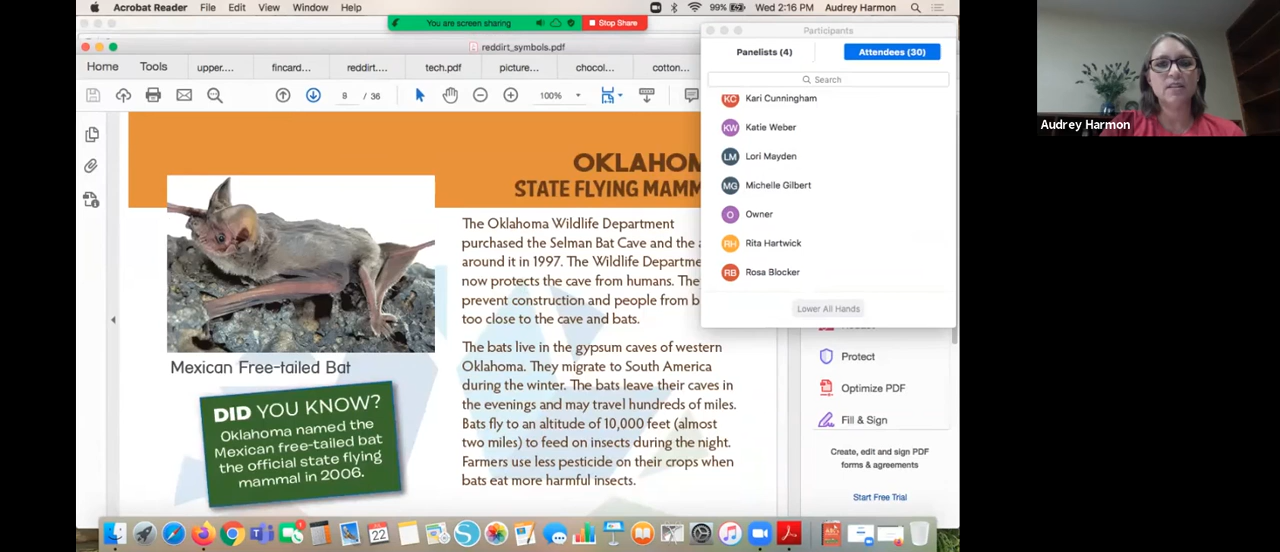 Acrobat Reader File Edit View Window Help
99% Wed 2:16 PM Audrey Harmon
You are screen sharing
Stop Share
reddirt_symbols.pdf
Home Tools upper.... fincard.... reddirt.... tech.pdf picture... chocol... cotton...
9 / 36 100%
Participants
Panelists (4) Attendees (30)
Search
KC Kari Cunningham
KW Katie Weber
LM Lori Mayden
MG Michelle Gilbert
O Owner
RH Rita Hartwick
RB Rosa Blocker
Lower All Hands
OKLAHOM
STATE FLYING MAMM
The Oklahoma Wildlife Department
purchased the Selman Bat Cave and the a
around it in 1997. The Wildlife Departme
now protects the cave from humans. The
prevent construction and people from b
too close to the cave and bats.
The bats live in the gypsum caves of western
Oklahoma. They migrate to South America
during the winter. The bats leave their caves in
the evenings and may travel hundreds of miles.
Bats fly to an altitude of 10,000 feet (almost
two miles) to feed on insects during the night.
Farmers use less pesticide on their crops when
bats eat more harmful insects.
Mexican Free-tailed Bat
DID YOU KNOW?
Oklahoma named the
Mexican free-tailed bat
the official state flying
mammal in 2006.
Protect
Optimize PDF
Fill & Sign
Create, edit and sign PDF
forms & agreements
Start Free Trial
22
Audrey Harmon